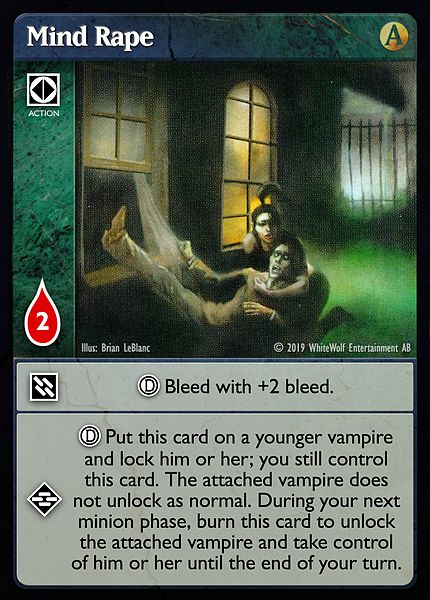 Mind Rape
A
ACTION
2
Illus: Brian LeBlanc
© 2019 WhiteWolf Entertainment AB
Ⓓ Bleed with +2 bleed.
Ⓓ Put this card on a younger vampire
and lock him or her; you still control
this card. The attached vampire does
not unlock as normal. During your next
minion phase, burn this card to unlock
the attached vampire and take control
of him or her until the end of your turn.